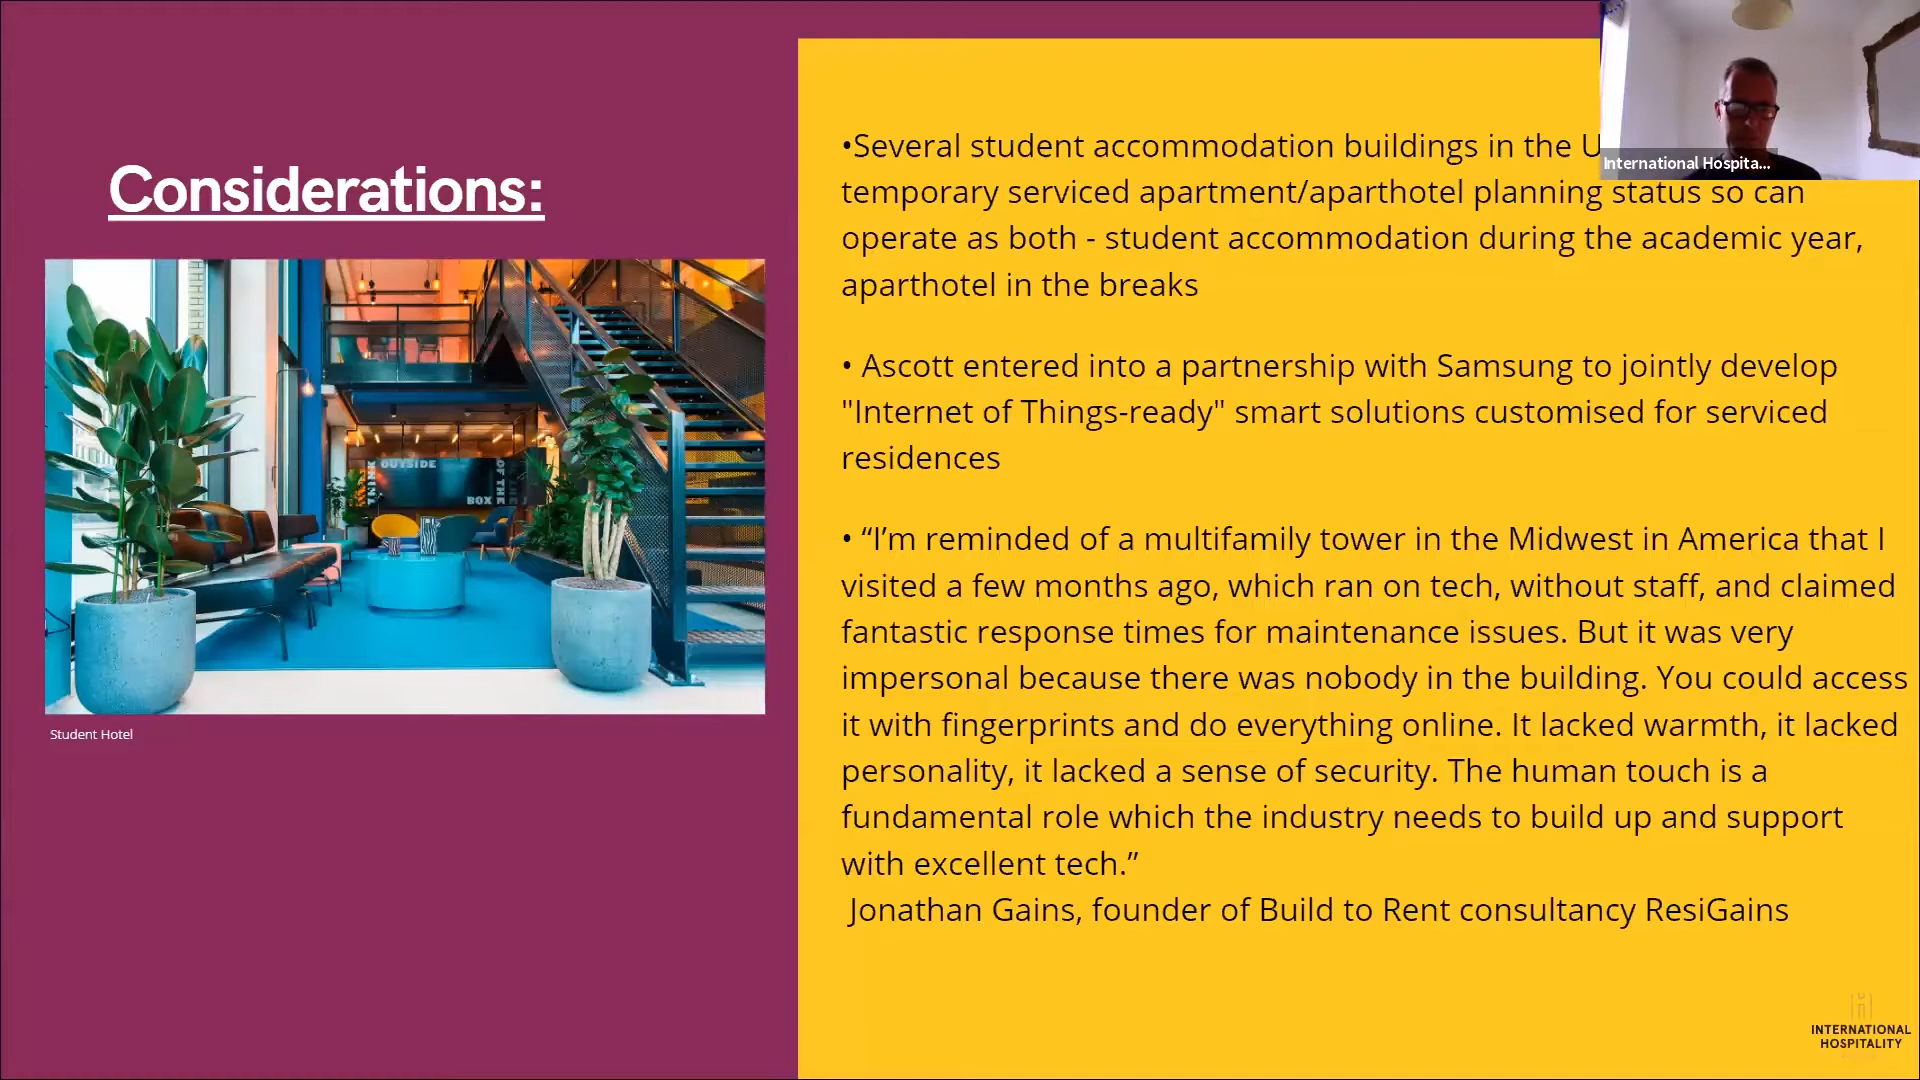 Considerations:
OUYSIDE
BOX
OF THE
Student Hotel
•Several student accommodation buildings in the U
temporary serviced apartment/aparthotel planning status so can
operate as both - student accommodation during the academic year,
aparthotel in the breaks
• Ascott entered into a partnership with Samsung to jointly develop
"Internet of Things-ready" smart solutions customised for serviced
residences
• “I’m reminded of a multifamily tower in the Midwest in America that I
visited a few months ago, which ran on tech, without staff, and claimed
fantastic response times for maintenance issues. But it was very
impersonal because there was nobody in the building. You could access
it with fingerprints and do everything online. It lacked warmth, it lacked
personality, it lacked a sense of security. The human touch is a
fundamental role which the industry needs to build up and support
with excellent tech.”
Jonathan Gains, founder of Build to Rent consultancy ResiGains
International Hospita...
INTERNATIONAL
HOSPITALITY